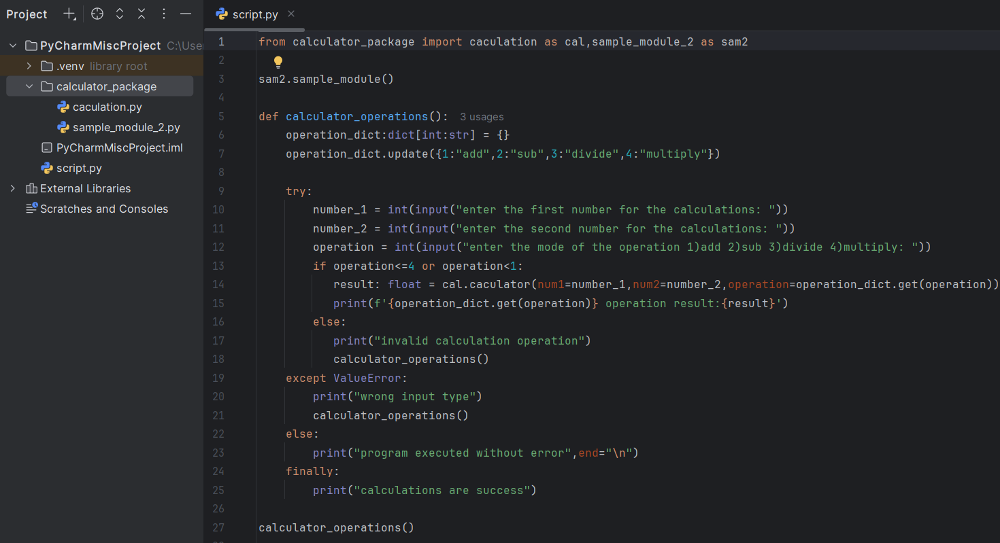 Project
PyCharmMiscProject C:\User
.venv library root
calculator_package
caculation.py
sample_module_2.py
PyCharmMiscProject.iml
script.py
External Libraries
Scratches and Consoles
script.py
1 from calculator_package import caculation as cal,sample_module_2 as sam2
2
3 sam2.sample_module()
4
5 def calculator_operations(): 3 usages
6 operation_dict:dict[int:str] = {}
7 operation_dict.update({1:"add",2:"sub",3:"divide",4:"multiply"})
8
9 try:
10 number_1 = int(input("enter the first number for the calculations: "))
11 number_2 = int(input("enter the second number for the calculations: "))
12 operation = int(input("enter the mode of the operation 1)add 2)sub 3)divide 4)multiply: "))
13 if operation<=4 or operation<1:
14 result: float = cal.caculator(num1=number_1,num2=number_2,operation=operation_dict.get(operation))
15 print(f'{operation_dict.get(operation)} operation result:{result}')
16 else:
17 print("invalid calculation operation")
18 calculator_operations()
19 except ValueError:
20 print("wrong input type")
21 calculator_operations()
22 else:
23 print("program executed without error",end="\n")
24 finally:
25 print("calculations are success")
26
27 calculator_operations()